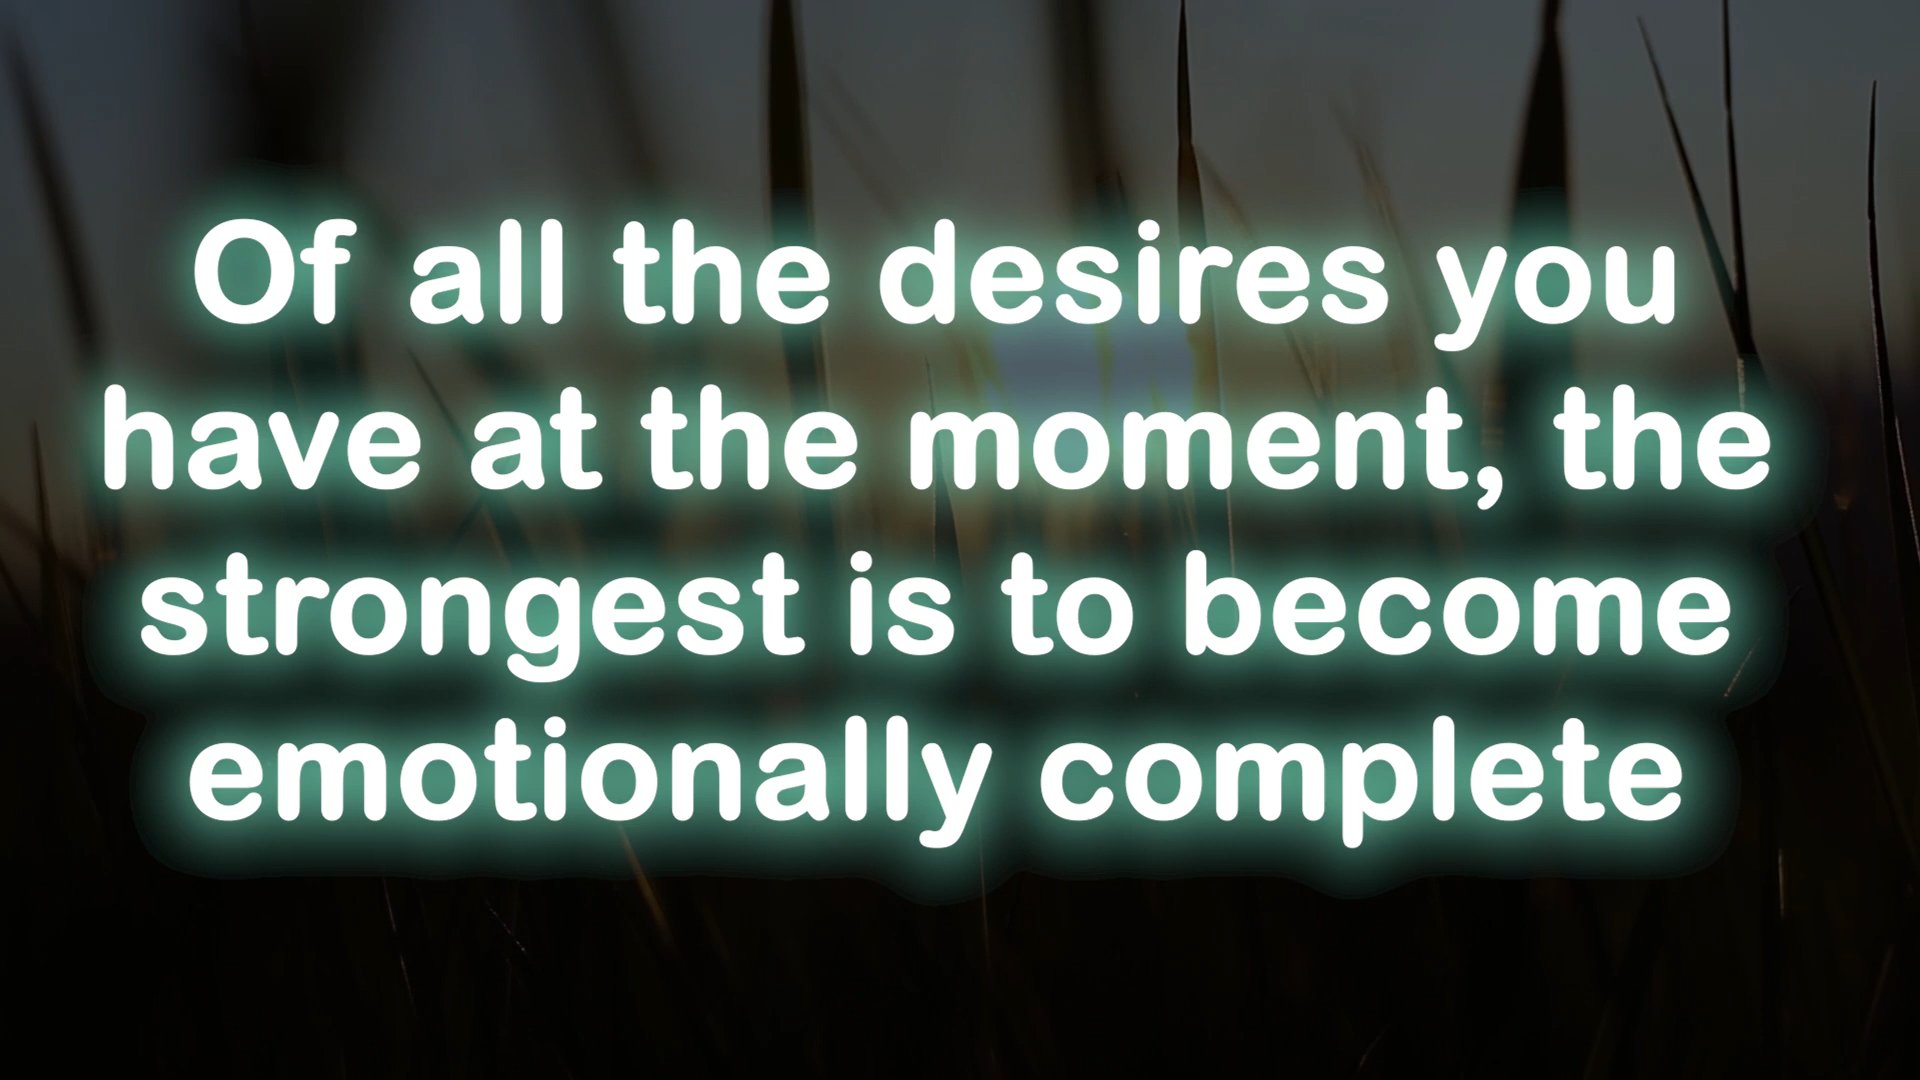 Of all the desires you
have at the moment, the
strongest is to become
emotionally complete